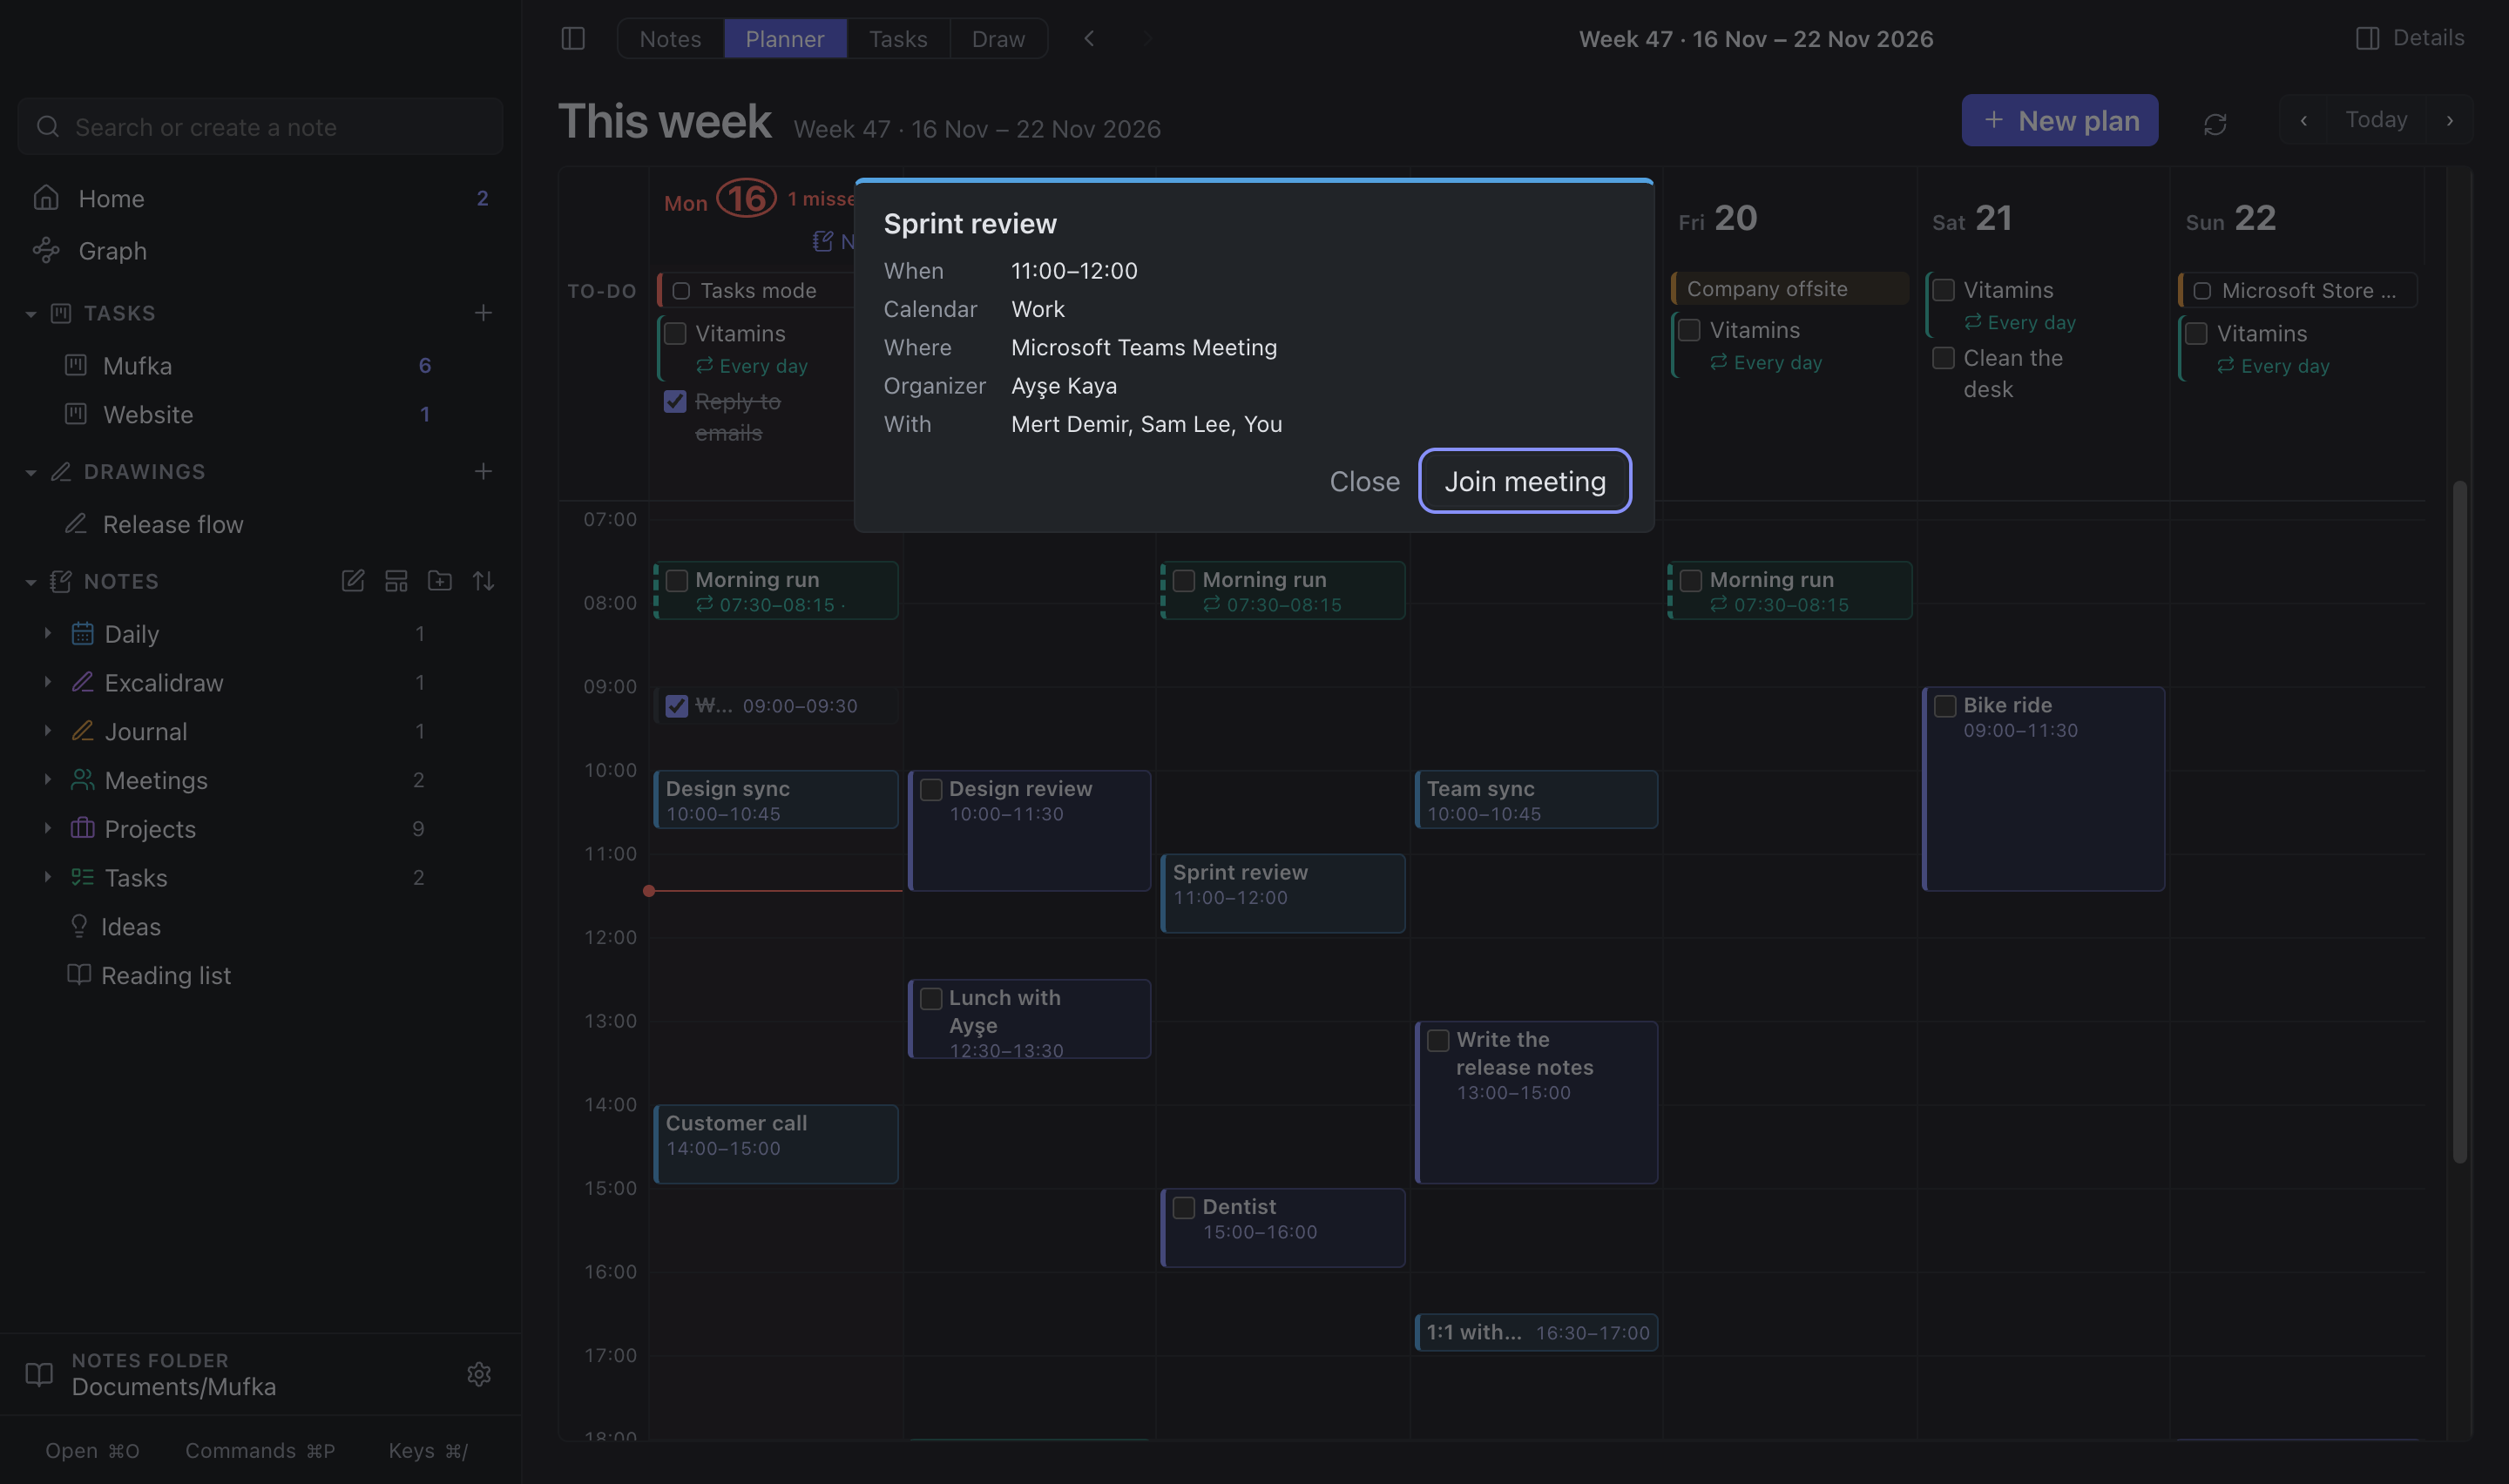 Notes
Planner
Tasks
Draw
Week 47 · 16 Nov – 22 Nov 2026
Details
Search or create a note
Home 2
Graph
TASKS
Mufka 6
Website 1
DRAWINGS
Release flow
NOTES
Daily 1
Excalidraw 1
Journal 1
Meetings 2
Projects 9
Tasks 2
Ideas
Reading list
NOTES FOLDER
Documents/Mufka
Open ⌘O
Commands ⌘P
Keys ⌘/
This week Week 47 · 16 Nov – 22 Nov 2026
+ New plan
‹ Today ›
Mon 16 1 misse
N
Fri 20
Sat 21
Sun 22
Sprint review
When 11:00–12:00
Calendar Work
Where Microsoft Teams Meeting
Organizer Ayşe Kaya
With Mert Demir, Sam Lee, You
Close
Join meeting
TO-DO
Tasks mode
Vitamins
Every day
Reply to
emails
Company offsite
Vitamins
Every day
Vitamins
Every day
Clean the
desk
Microsoft Store ...
Vitamins
Every day
07:00
08:00
09:00
10:00
11:00
12:00
13:00
14:00
15:00
16:00
17:00
18:00
Morning run
07:30–08:15 ·
W... 09:00–09:30
Design sync
10:00–10:45
Customer call
14:00–15:00
Design review
10:00–11:30
Lunch with
Ayşe
12:30–13:30
Morning run
07:30–08:15
Sprint review
11:00–12:00
Dentist
15:00–16:00
Team sync
10:00–10:45
Write the
release notes
13:00–15:00
1:1 with... 16:30–17:00
Morning run
07:30–08:15
Bike ride
09:00–11:30